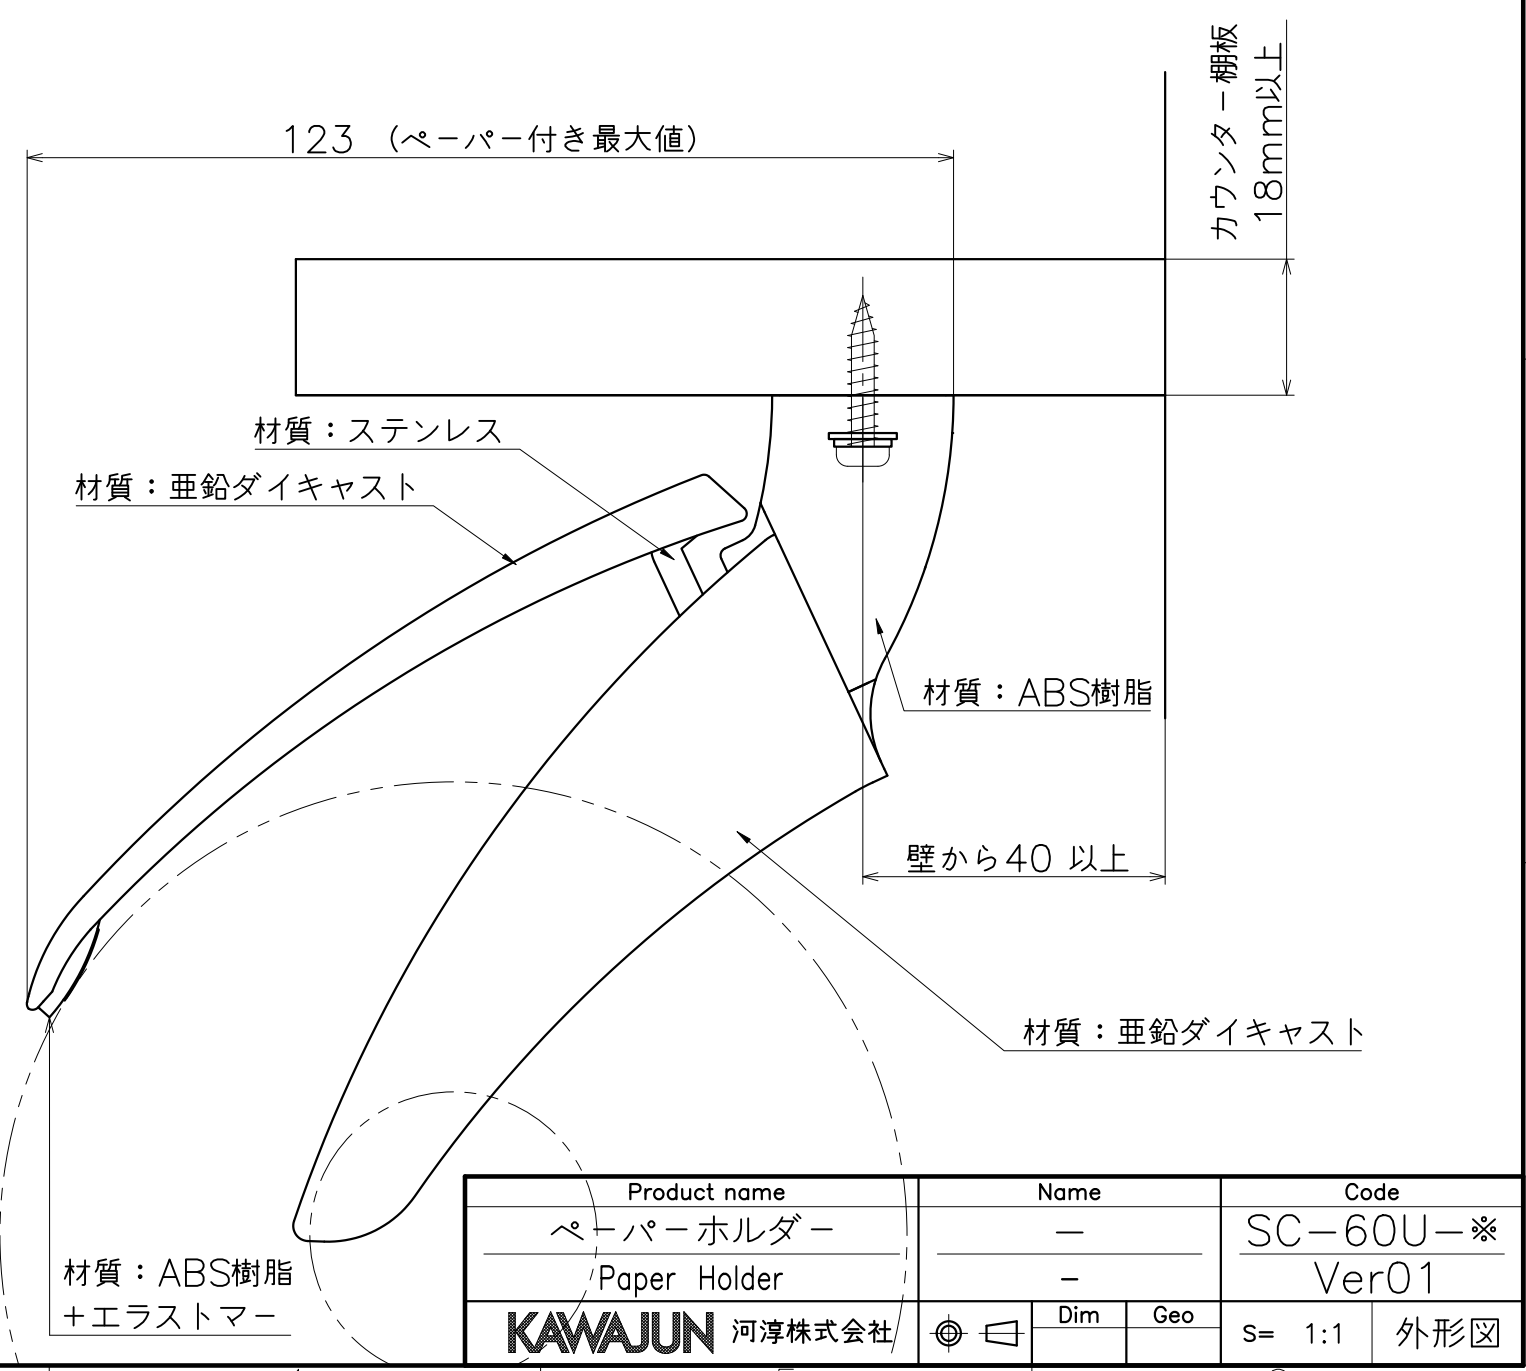 カウンター棚板
18mm以上
123 (ペーパー付き最大値)
材質：ステンレス
材質：亜鉛ダイキャスト
材質：ABS樹脂
壁から40 以上
材質：亜鉛ダイキャスト
材質：ABS樹脂
+エラストマー
Product name
Name
Code
ペーパーホルダー
－
SC-60U-※
Paper Holder
-
Ver01
KAWAJUN 河淳株式会社
Dim
Geo
S= 1:1
外形図